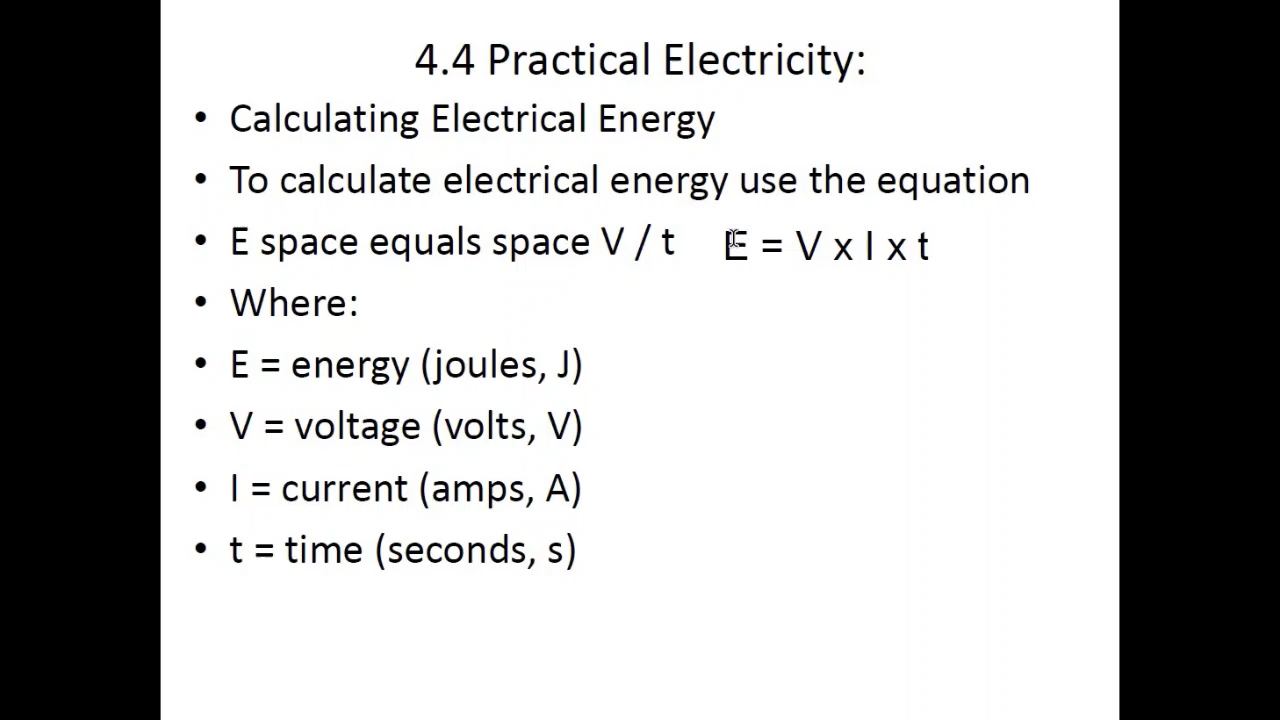 4.4 Practical Electricity:
• Calculating Electrical Energy
• To calculate electrical energy use the equation
• E space equals space V / t E = V x I x t
• Where:
• E = energy (joules, J)
• V = voltage (volts, V)
• I = current (amps, A)
• t = time (seconds, s)